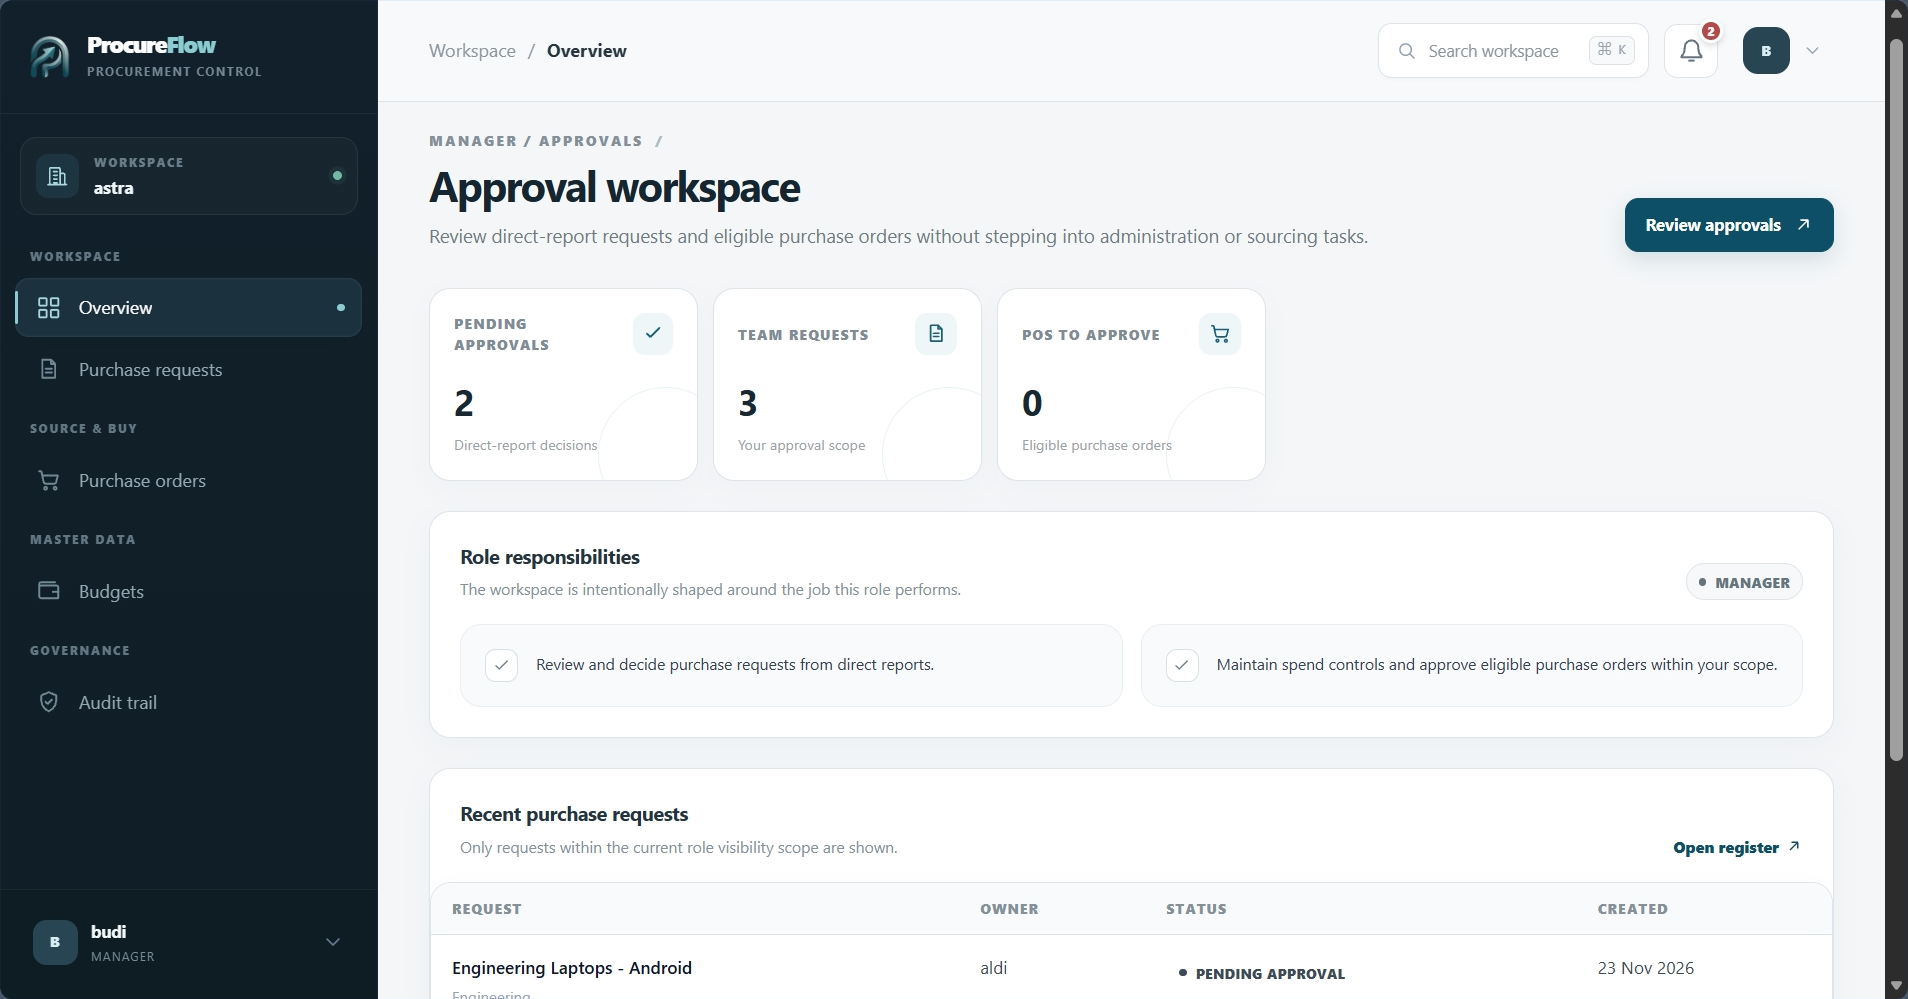 ProcureFlow
PROCUREMENT CONTROL
WORKSPACE
astra
WORKSPACE
Overview
Purchase requests
SOURCE & BUY
Purchase orders
MASTER DATA
Budgets
GOVERNANCE
Audit trail
B
budi
MANAGER
Workspace / Overview
Search workspace
⌘ K
2
B
MANAGER / APPROVALS /
Approval workspace
Review direct-report requests and eligible purchase orders without stepping into administration or sourcing tasks.
Review approvals
PENDING
APPROVALS
2
Direct-report decisions
TEAM REQUESTS
3
Your approval scope
POS TO APPROVE
0
Eligible purchase orders
Role responsibilities
The workspace is intentionally shaped around the job this role performs.
MANAGER
Review and decide purchase requests from direct reports.
Maintain spend controls and approve eligible purchase orders within your scope.
Recent purchase requests
Only requests within the current role visibility scope are shown.
Open register
REQUEST OWNER STATUS CREATED
Engineering Laptops - Android aldi PENDING APPROVAL 23 Nov 2026
Engineering